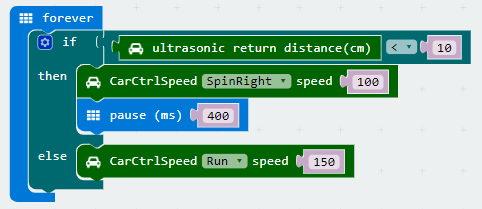 forever
if ultrasonic return distance(cm) < 10
then CarCtrlSpeed SpinRight speed 100
pause (ms) 400
else CarCtrlSpeed Run speed 150